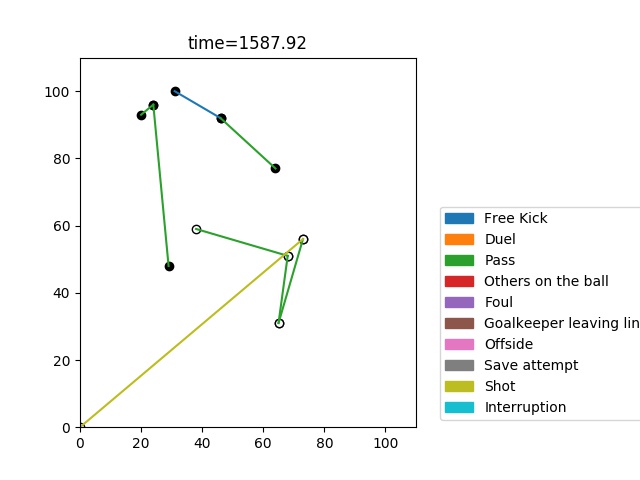 time=1587.92
100
80
60
40
20
0
0 20 40 60 80 100
Free Kick
Duel
Pass
Others on the ball
Foul
Goalkeeper leaving lin
Offside
Save attempt
Shot
Interruption